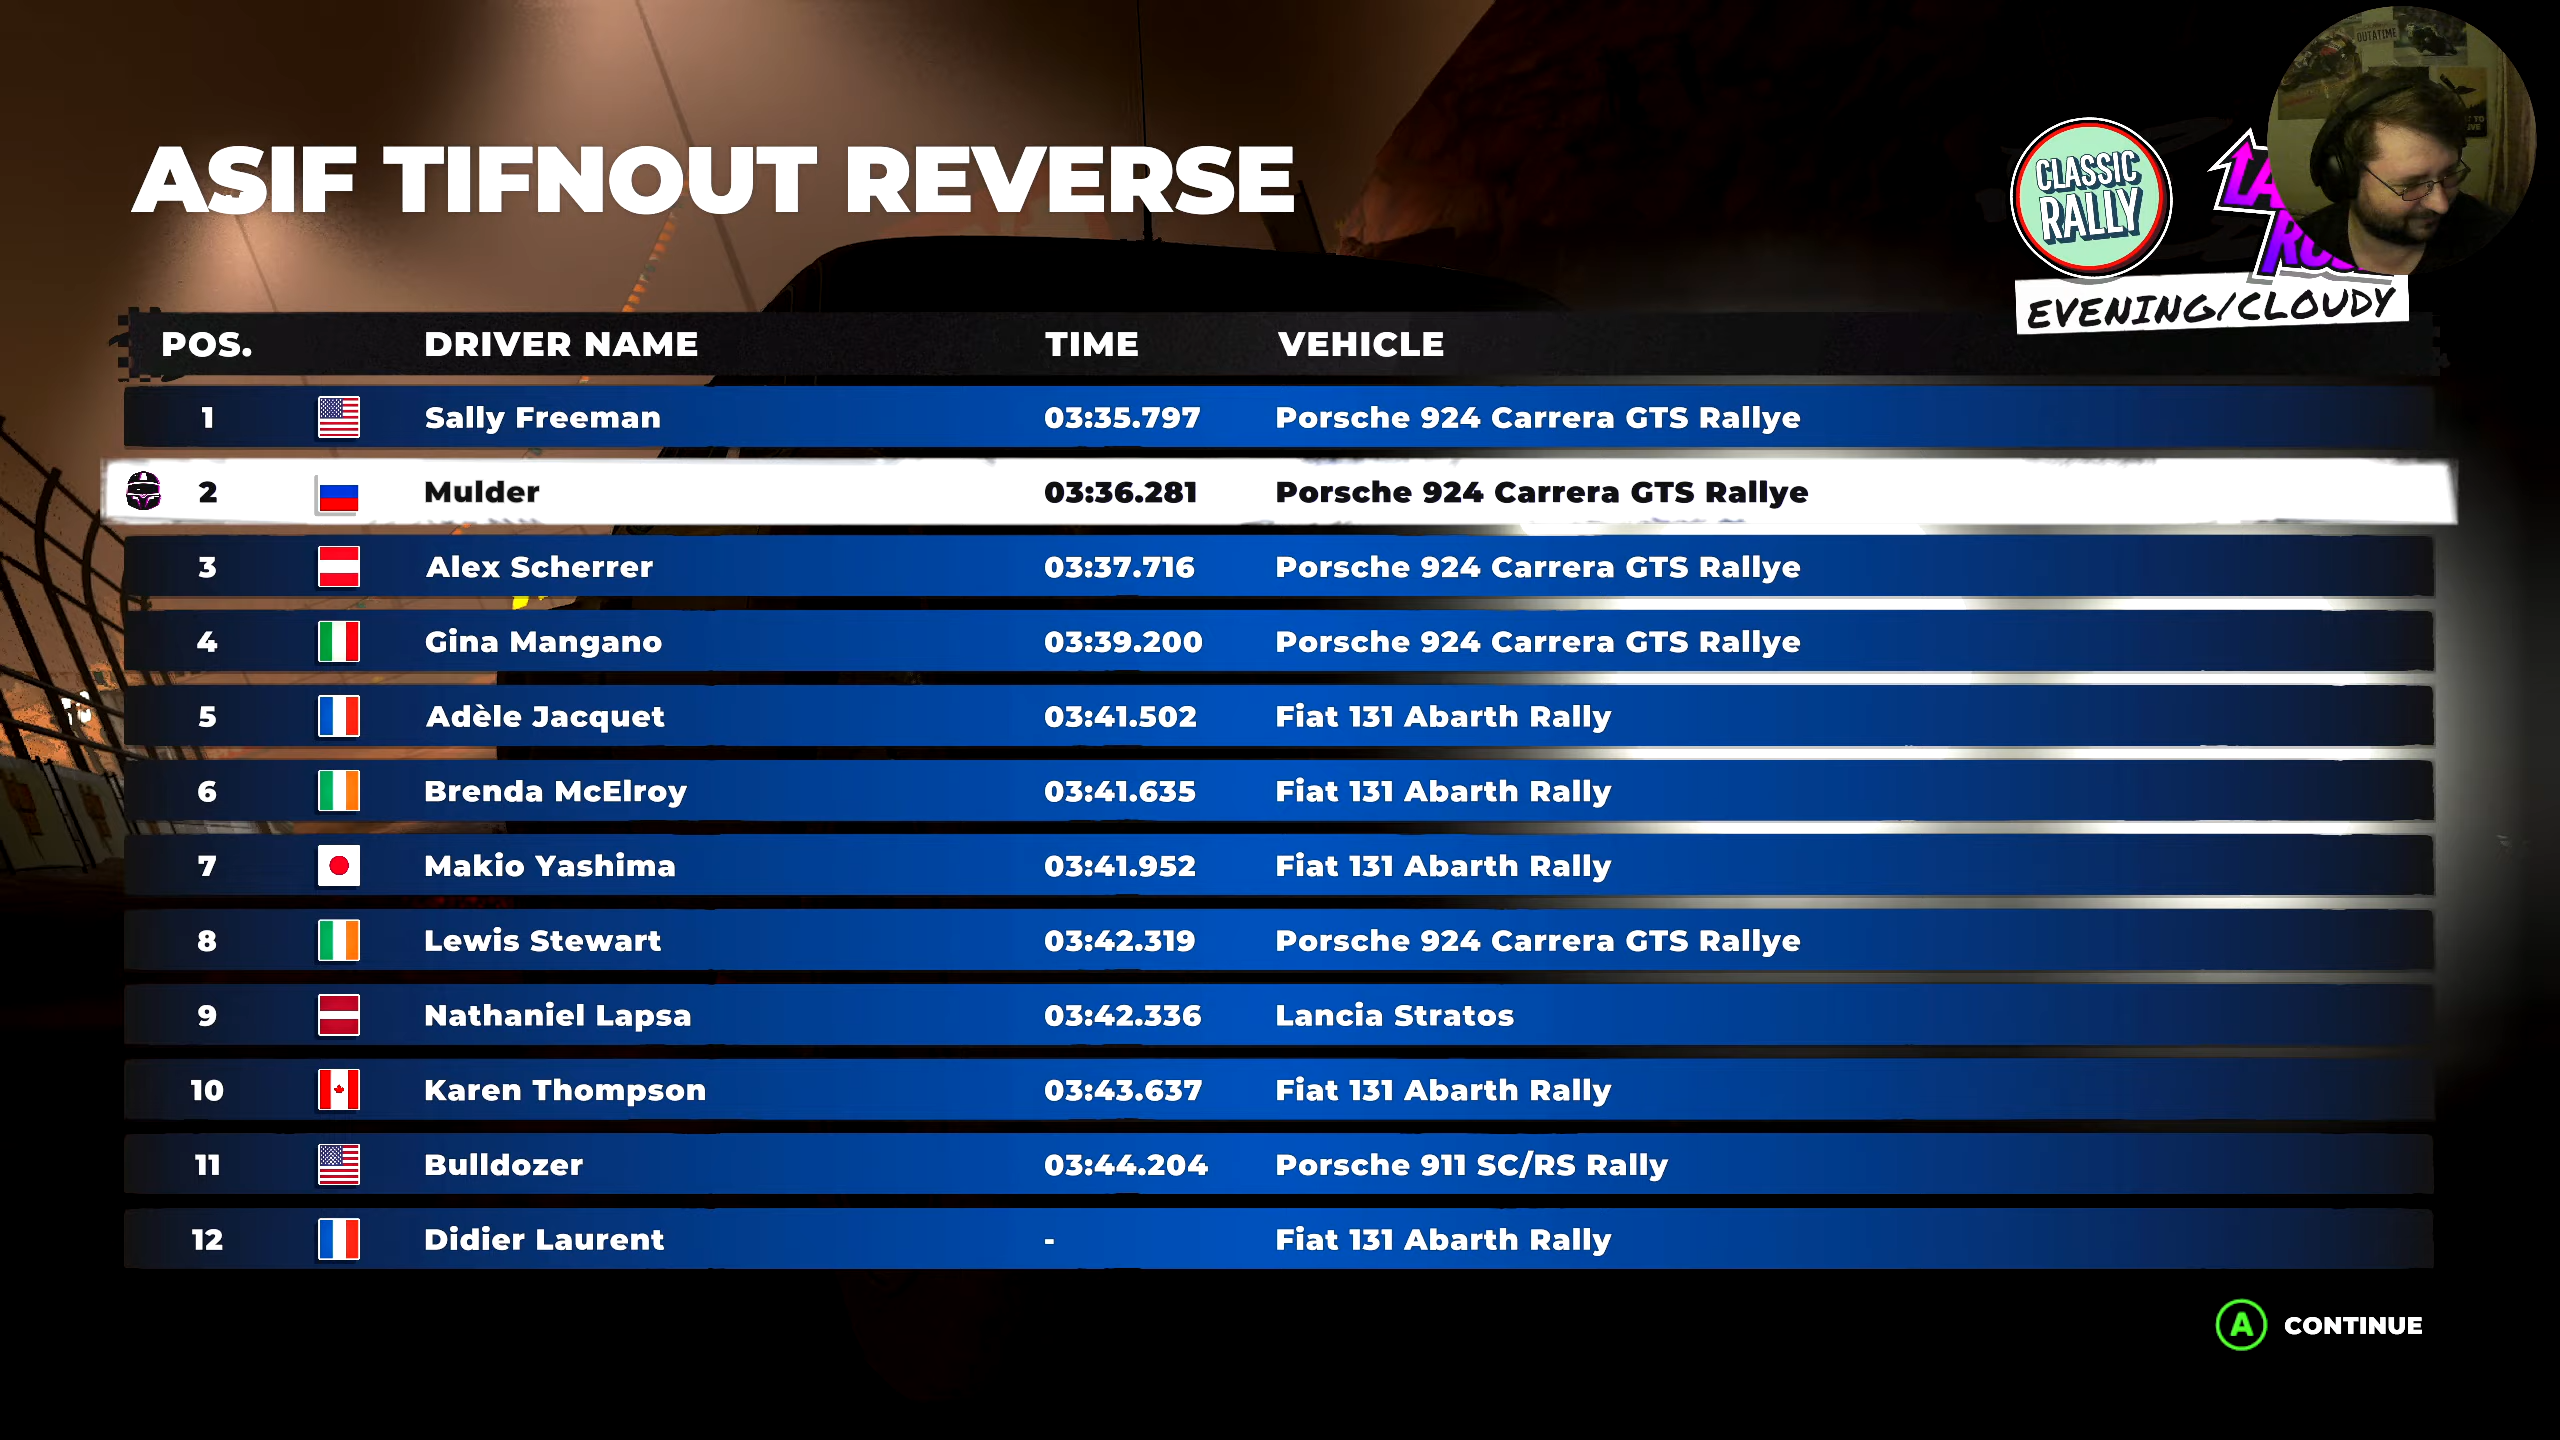 OUTATIME
ASIF TIFNOUT REVERSE
CLASSIC
RALLY
EVENING/CLOUDY
POS. DRIVER NAME TIME VEHICLE
1 Sally Freeman 03:35.797 Porsche 924 Carrera GTS Rallye
2 Mulder 03:36.281 Porsche 924 Carrera GTS Rallye
3 Alex Scherrer 03:37.716 Porsche 924 Carrera GTS Rallye
4 Gina Mangano 03:39.200 Porsche 924 Carrera GTS Rallye
5 Adèle Jacquet 03:41.502 Fiat 131 Abarth Rally
6 Brenda McElroy 03:41.635 Fiat 131 Abarth Rally
7 Makio Yashima 03:41.952 Fiat 131 Abarth Rally
8 Lewis Stewart 03:42.319 Porsche 924 Carrera GTS Rallye
9 Nathaniel Lapsa 03:42.336 Lancia Stratos
10 Karen Thompson 03:43.637 Fiat 131 Abarth Rally
11 Bulldozer 03:44.204 Porsche 911 SC/RS Rally
12 Didier Laurent - Fiat 131 Abarth Rally
A CONTINUE